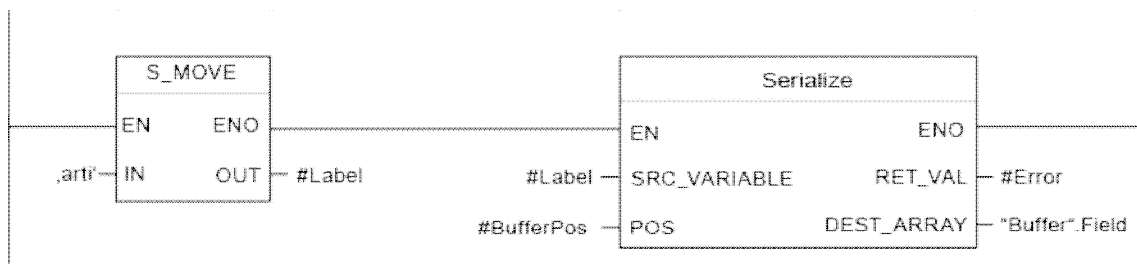 S_MOVE
Serialize
EN ENO
EN ENO
,arti' IN OUT #Label
#Label SRC_VARIABLE RET_VAL #Error
#BufferPos POS DEST_ARRAY "Buffer".Field